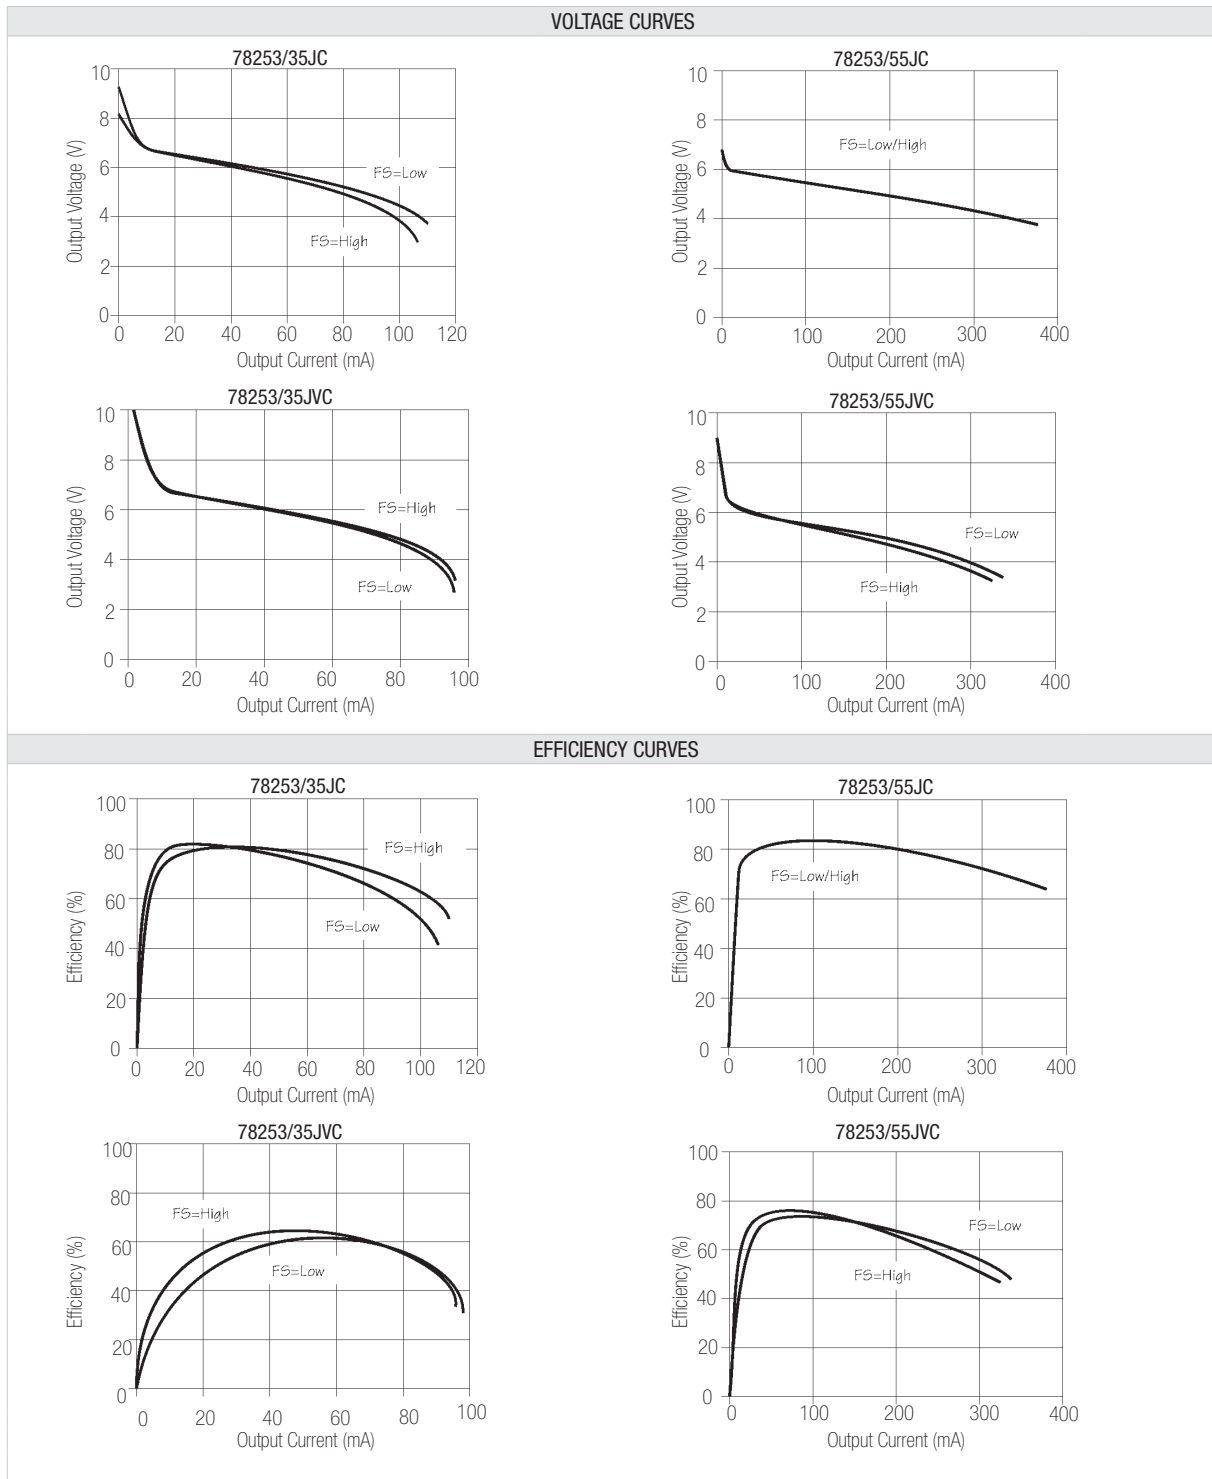 VOLTAGE CURVES
78253/35JC
10
8
6
4
2
0
Output Voltage (V)
FS=Low
FS=High
0 20 40 60 80 100 120
Output Current (mA)
78253/55JC
10
8
6
4
2
0
Output Voltage (V)
FS=Low/High
0 100 200 300 400
Output Current (mA)
78253/35JVC
10
8
6
4
2
0
Output Voltage (V)
FS=High
FS=Low
0 20 40 60 80 100
Output Current (mA)
78253/55JVC
10
8
6
4
2
0
Output Voltage (V)
FS=Low
FS=High
0 100 200 300 400
Output Current (mA)
EFFICIENCY CURVES
78253/35JC
100
80
60
40
20
0
Efficiency (%)
FS=High
FS=Low
0 20 40 60 80 100 120
Output Current (mA)
78253/55JC
100
80
60
40
20
0
Efficiency (%)
FS=Low/High
0 100 200 300 400
Output Current (mA)
78253/35JVC
100
80
60
40
20
0
Efficiency (%)
FS=High
FS=Low
0 20 40 60 80 100
Output Current (mA)
78253/55JVC
100
80
60
40
20
0
Efficiency (%)
FS=Low
FS=High
0 100 200 300 400
Output Current (mA)